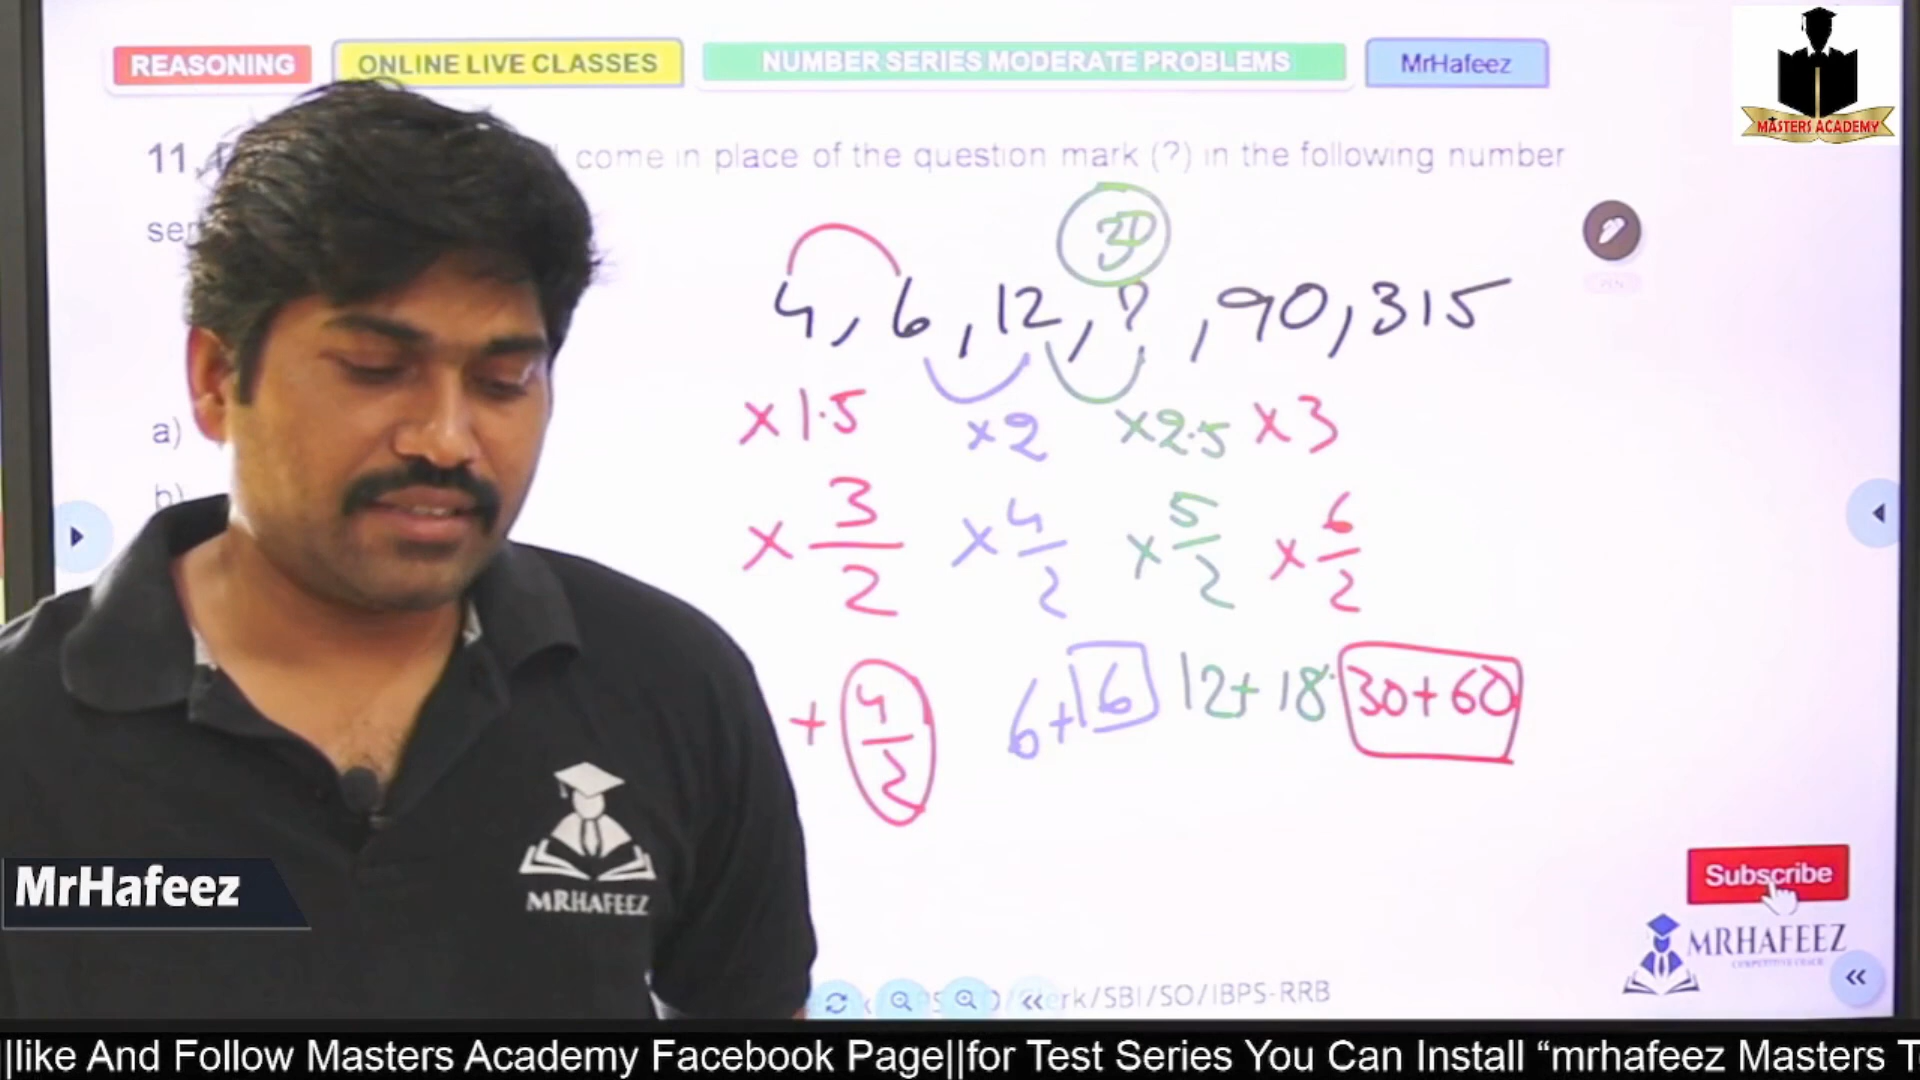 REASONING ONLINE LIVE CLASSES NUMBER SERIES MODERATE PROBLEMS MrHafeez
MASTERS ACADEMY
11. come in place of the question mark (?) in the following number
ser
30
4, 6, 12, ?, 90, 315
a) ×1.5 ×2 ×2.5 ×3
b)
× 3/2 × 4/2 × 5/2 × 6/2
+ 4/2 6+6 12+18 30+60
MRHAFEEZ
MrHafeez
Subscribe
MRHAFEEZ
erk/SBI/SO/IBPS-RRB
||like And Follow Masters Academy Facebook Page||for Test Series You Can Install “mrhafeez Masters T